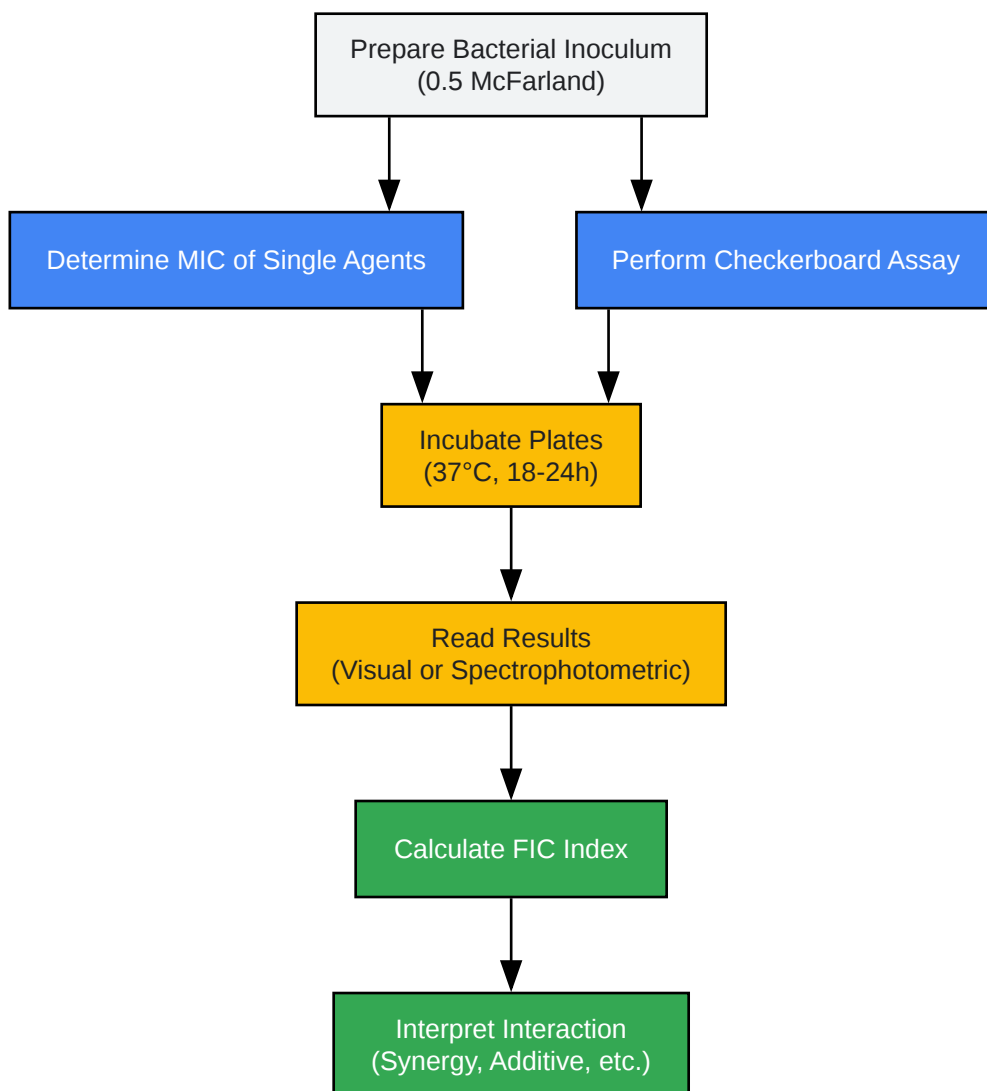 Prepare Bacterial Inoculum
(0.5 McFarland)
Determine MIC of Single Agents
Perform Checkerboard Assay
Incubate Plates
(37°C, 18-24h)
Read Results
(Visual or Spectrophotometric)
Calculate FIC Index
Interpret Interaction
(Synergy, Additive, etc.)